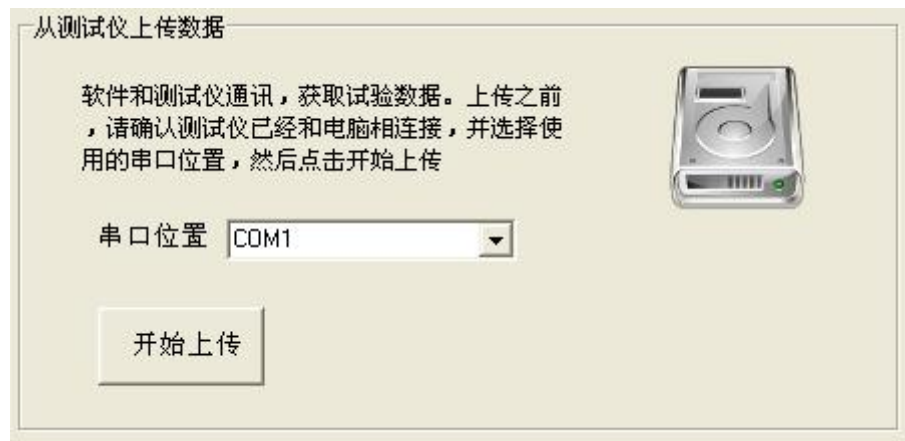 从测试仪上传数据
软件和测试仪通讯，获取试验数据。上传之前
，请确认测试仪已经和电脑相连接，并选择使
用的串口位置，然后点击开始上传
串口位置 COM1
开始上传